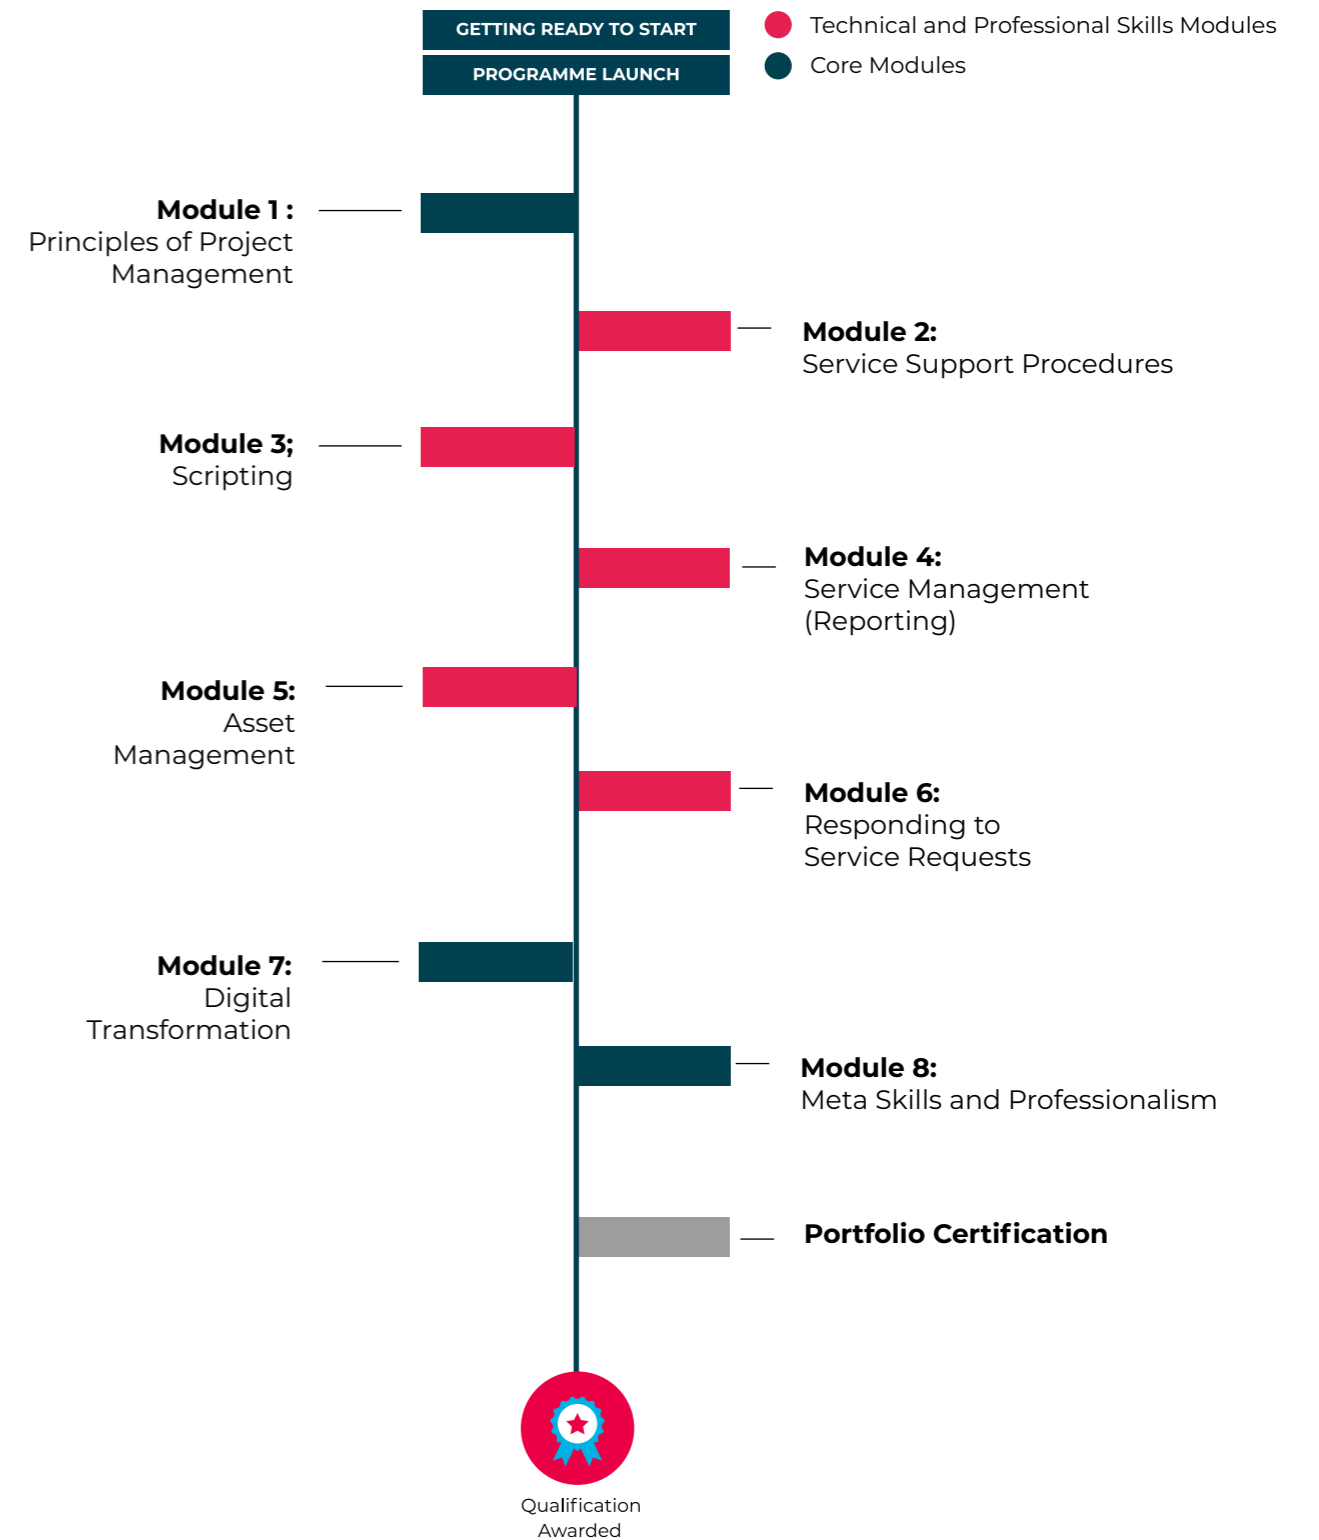 GETTING READY TO START
PROGRAMME LAUNCH
Technical and Professional Skills Modules
Core Modules
Module 1 :
Principles of Project
Management
Module 2:
Service Support Procedures
Module 3;
Scripting
Module 4:
Service Management
(Reporting)
Module 5:
Asset
Management
Module 6:
Responding to
Service Requests
Module 7:
Digital
Transformation
Module 8:
Meta Skills and Professionalism
Portfolio Certification
Qualification
Awarded